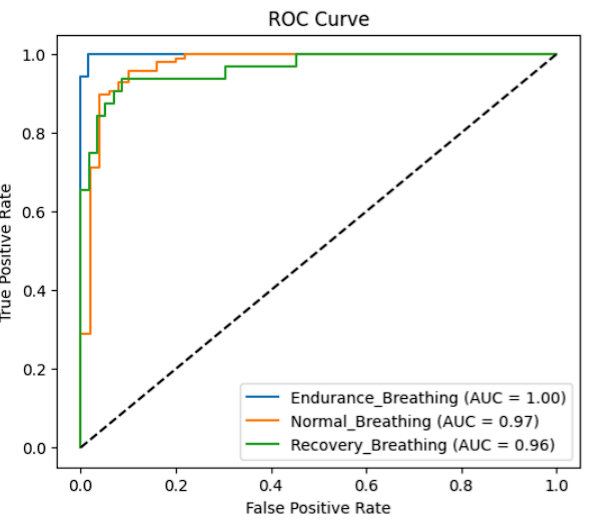 ROC Curve
1.0
0.8
0.6
0.4
0.2
0.0
True Positive Rate
Endurance_Breathing (AUC = 1.00)
Normal_Breathing (AUC = 0.97)
Recovery_Breathing (AUC = 0.96)
0.0 0.2 0.4 0.6 0.8 1.0
False Positive Rate